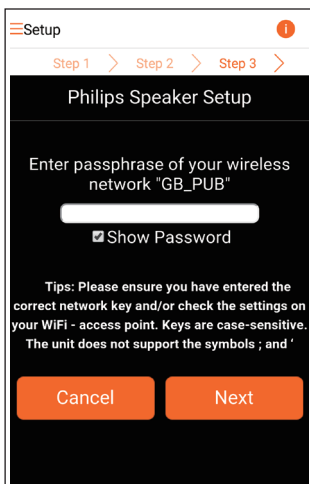 Setup
i
Step 1 Step 2 Step 3
Philips Speaker Setup
Enter passphrase of your wireless
network "GB_PUB"
Show Password
Tips: Please ensure you have entered the
correct network key and/or check the settings on
your WiFi - access point. Keys are case-sensitive.
The unit does not support the symbols ; and ‘
Cancel Next